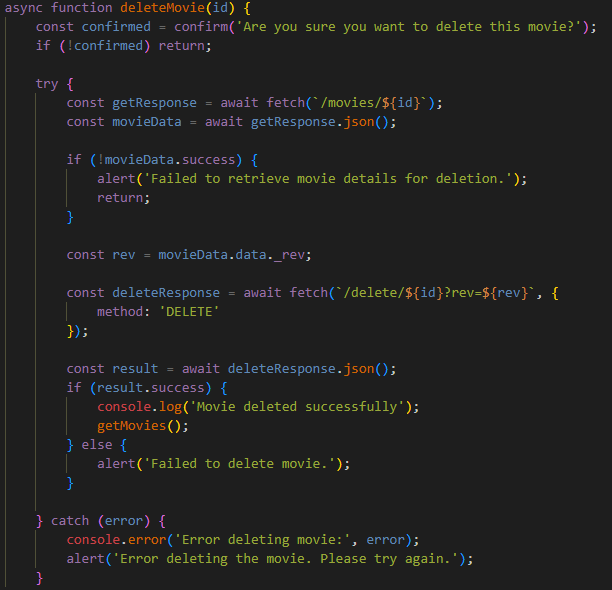 async function deleteMovie(id) {
    const confirmed = confirm('Are you sure you want to delete this movie?');
    if (!confirmed) return;

    try {
        const getResponse = await fetch(`/movies/${id}`);
        const movieData = await getResponse.json();

        if (!movieData.success) {
            alert('Failed to retrieve movie details for deletion.');
            return;
        }

        const rev = movieData.data._rev;

        const deleteResponse = await fetch(`/delete/${id}?rev=${rev}`, {
            method: 'DELETE'
        });

        const result = await deleteResponse.json();
        if (result.success) {
            console.log('Movie deleted successfully');
            getMovies();
        } else {
            alert('Failed to delete movie.');
        }

    } catch (error) {
        console.error('Error deleting movie:', error);
        alert('Error deleting the movie. Please try again.');
    }